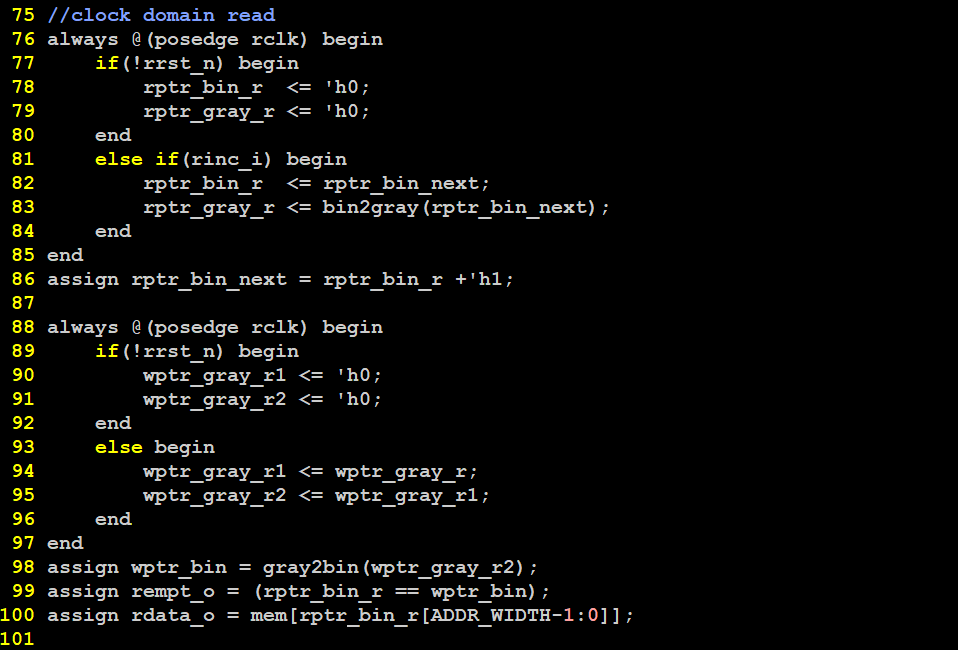 75 //clock domain read
76 always @(posedge rclk) begin
77     if(!rrst_n) begin
78         rptr_bin_r  <= 'h0;
79         rptr_gray_r <= 'h0;
80     end
81     else if(rinc_i) begin
82         rptr_bin_r  <= rptr_bin_next;
83         rptr_gray_r <= bin2gray(rptr_bin_next);
84     end
85 end
86 assign rptr_bin_next = rptr_bin_r +'h1;
87
88 always @(posedge rclk) begin
89     if(!rrst_n) begin
90         wptr_gray_r1 <= 'h0;
91         wptr_gray_r2 <= 'h0;
92     end
93     else begin
94         wptr_gray_r1 <= wptr_gray_r;
95         wptr_gray_r2 <= wptr_gray_r1;
96     end
97 end
98 assign wptr_bin = gray2bin(wptr_gray_r2);
99 assign rempt_o = (rptr_bin_r == wptr_bin);
100 assign rdata_o = mem[rptr_bin_r[ADDR_WIDTH-1:0]];
101